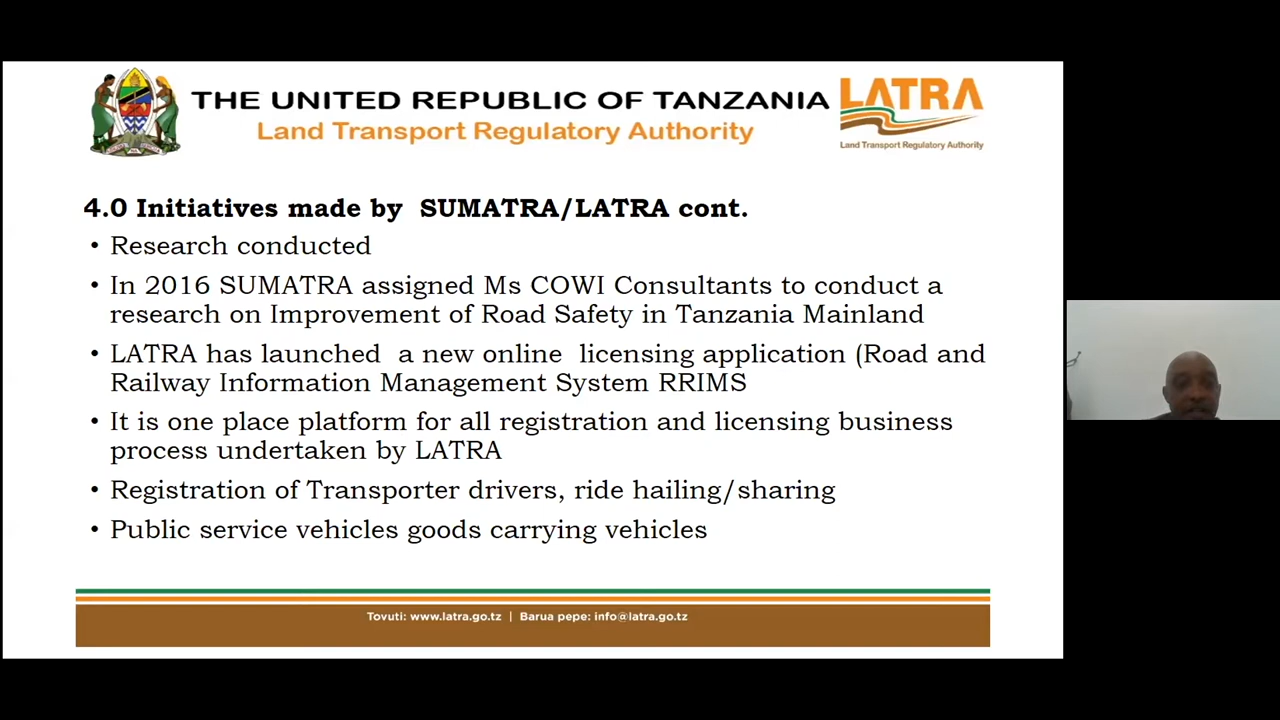 THE UNITED REPUBLIC OF TANZANIA
Land Transport Regulatory Authority
LATRA
Land Transport Regulatory Authority
4.0 Initiatives made by SUMATRA/LATRA cont.
• Research conducted
• In 2016 SUMATRA assigned Ms COWI Consultants to conduct a
research on Improvement of Road Safety in Tanzania Mainland
• LATRA has launched a new online licensing application (Road and
Railway Information Management System RRIMS
• It is one place platform for all registration and licensing business
process undertaken by LATRA
• Registration of Transporter drivers, ride hailing/sharing
• Public service vehicles goods carrying vehicles
Tovuti: www.latra.go.tz | Barua pepe: info@latra.go.tz